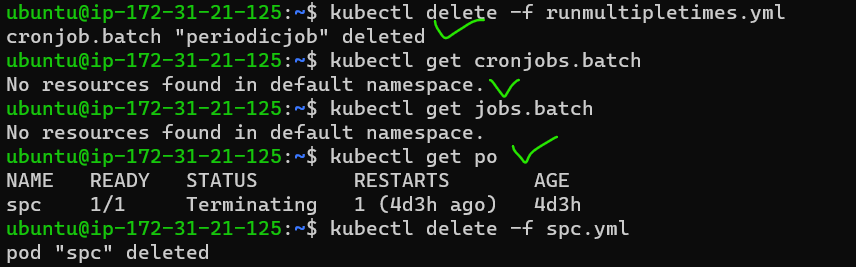 ubuntu@ip-172-31-21-125:~$ kubectl delete -f runmultipletimes.yml
cronjob.batch "periodicjob" deleted
ubuntu@ip-172-31-21-125:~$ kubectl get cronjobs.batch
No resources found in default namespace.
ubuntu@ip-172-31-21-125:~$ kubectl get jobs.batch
No resources found in default namespace.
ubuntu@ip-172-31-21-125:~$ kubectl get po
NAME   READY   STATUS        RESTARTS       AGE
spc    1/1     Terminating   1 (4d3h ago)   4d3h
ubuntu@ip-172-31-21-125:~$ kubectl delete -f spc.yml
pod "spc" deleted